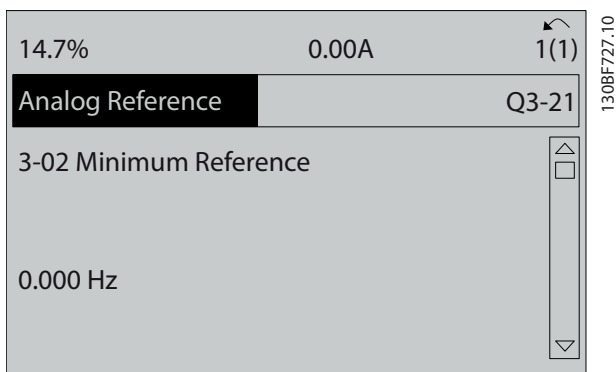 14.7% 0.00A 1(1)
Analog Reference Q3-21
3-02 Minimum Reference
0.000 Hz
130BF727.10